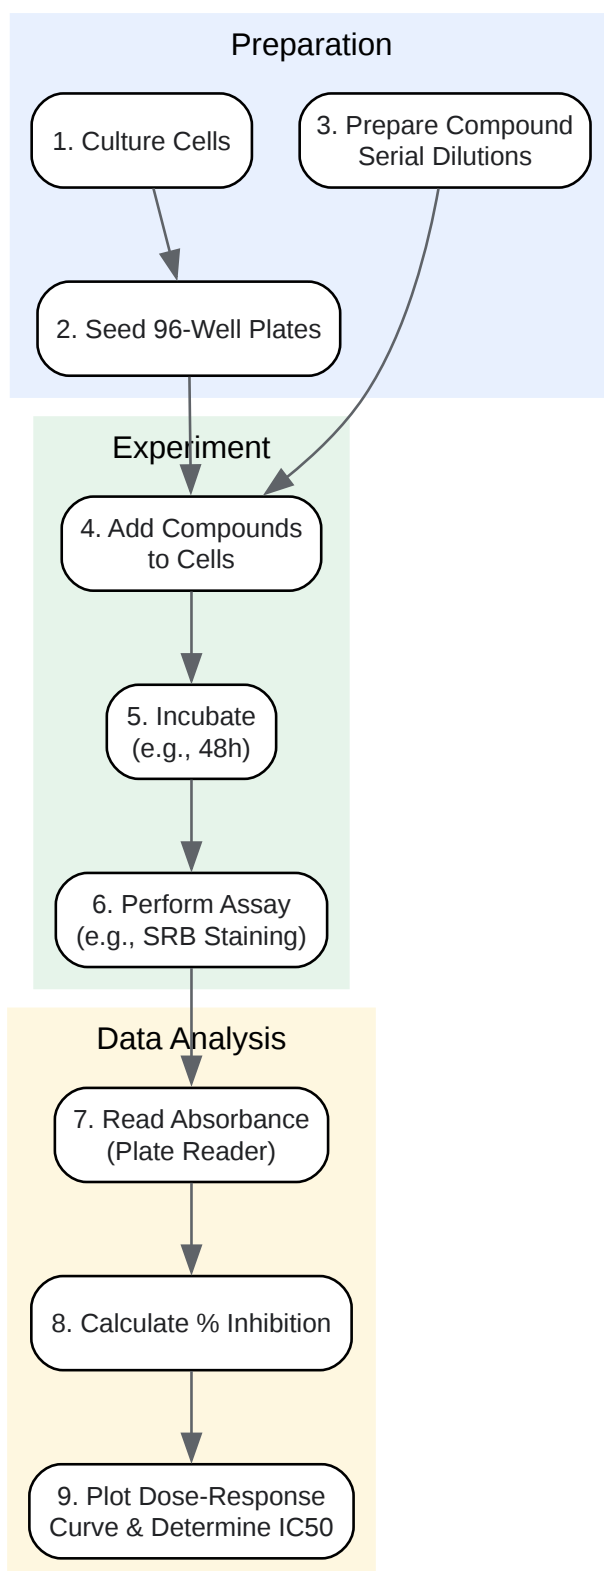 Preparation
1. Culture Cells
3. Prepare Compound
Serial Dilutions
2. Seed 96-Well Plates
Experiment
4. Add Compounds
to Cells
5. Incubate
(e.g., 48h)
6. Perform Assay
(e.g., SRB Staining)
Data Analysis
7. Read Absorbance
(Plate Reader)
8. Calculate % Inhibition
9. Plot Dose-Response
Curve & Determine IC50